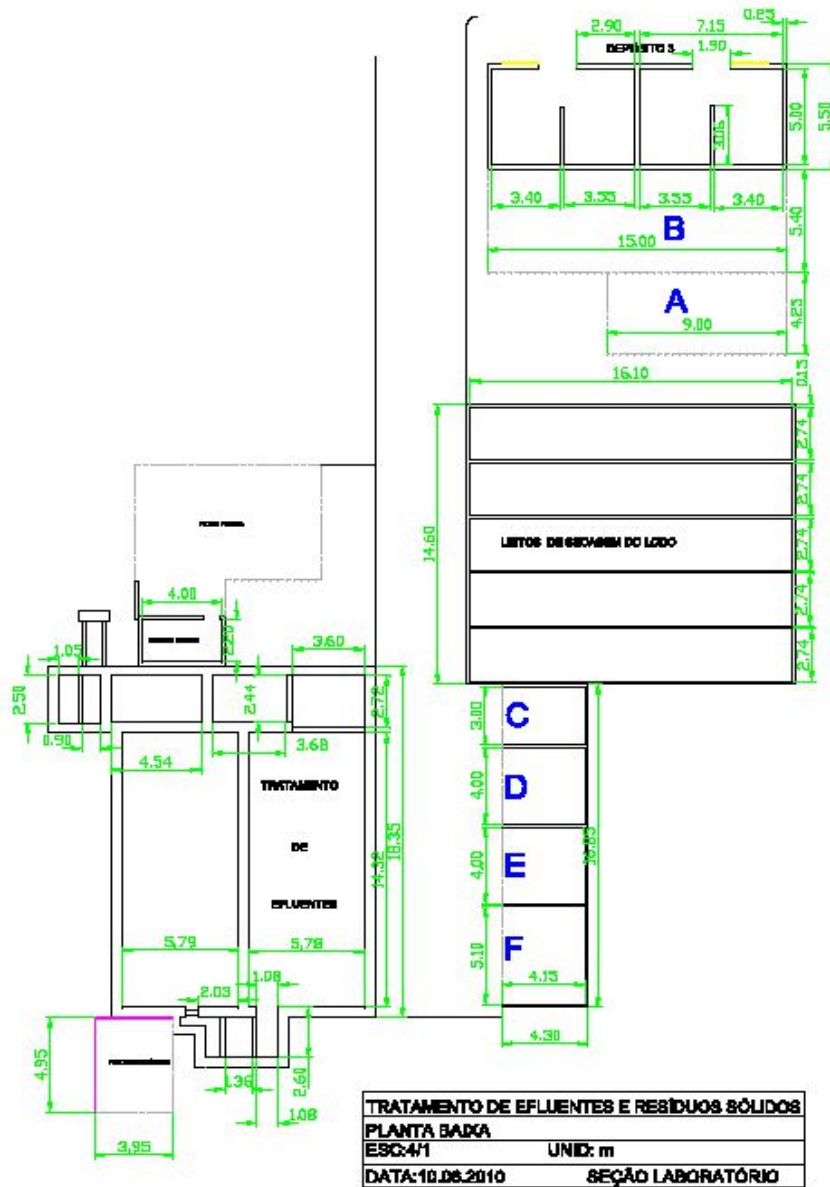 0.25
2.90 7.15
DEPÓSITO 3
1.90
5.00
5.50
3.06
3.40 3.55 3.55 3.40
B
5.40
15.00
A
9.00
4.25
16.10
0.15
2.74
2.74
14.60
LEITOS DE SECAGEM DO LODO
2.74
2.74
2.74
4.00
2.20
1.05
3.60
2.50
2.44
2.72
0.90
3.68
4.54
C
3.00
D
4.00
TRATAMENTO
DE
EFLUENTES
14.32
18.35
E
4.00
F
5.10
5,79
5,78
4.15
4.30
1.08
2.03
4.95
2.60
1.36
1.08
3,95
TRATAMENTO DE EFLUENTES E RESÍDUOS SÓLIDOS
PLANTA BAIXA
ESC:4/1 UNID: m
DATA:10.06.2010 SEÇÃO LABORATÓRIO